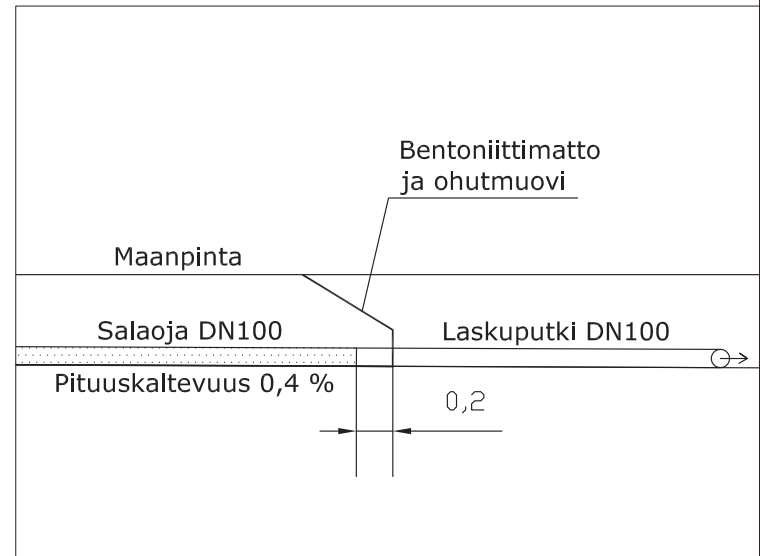 Bentoniittimatto
ja ohutmuovi
Maanpinta
Salaoja DN100
Laskuputki DN100
Pituuskaltevuus 0,4 %
0,2